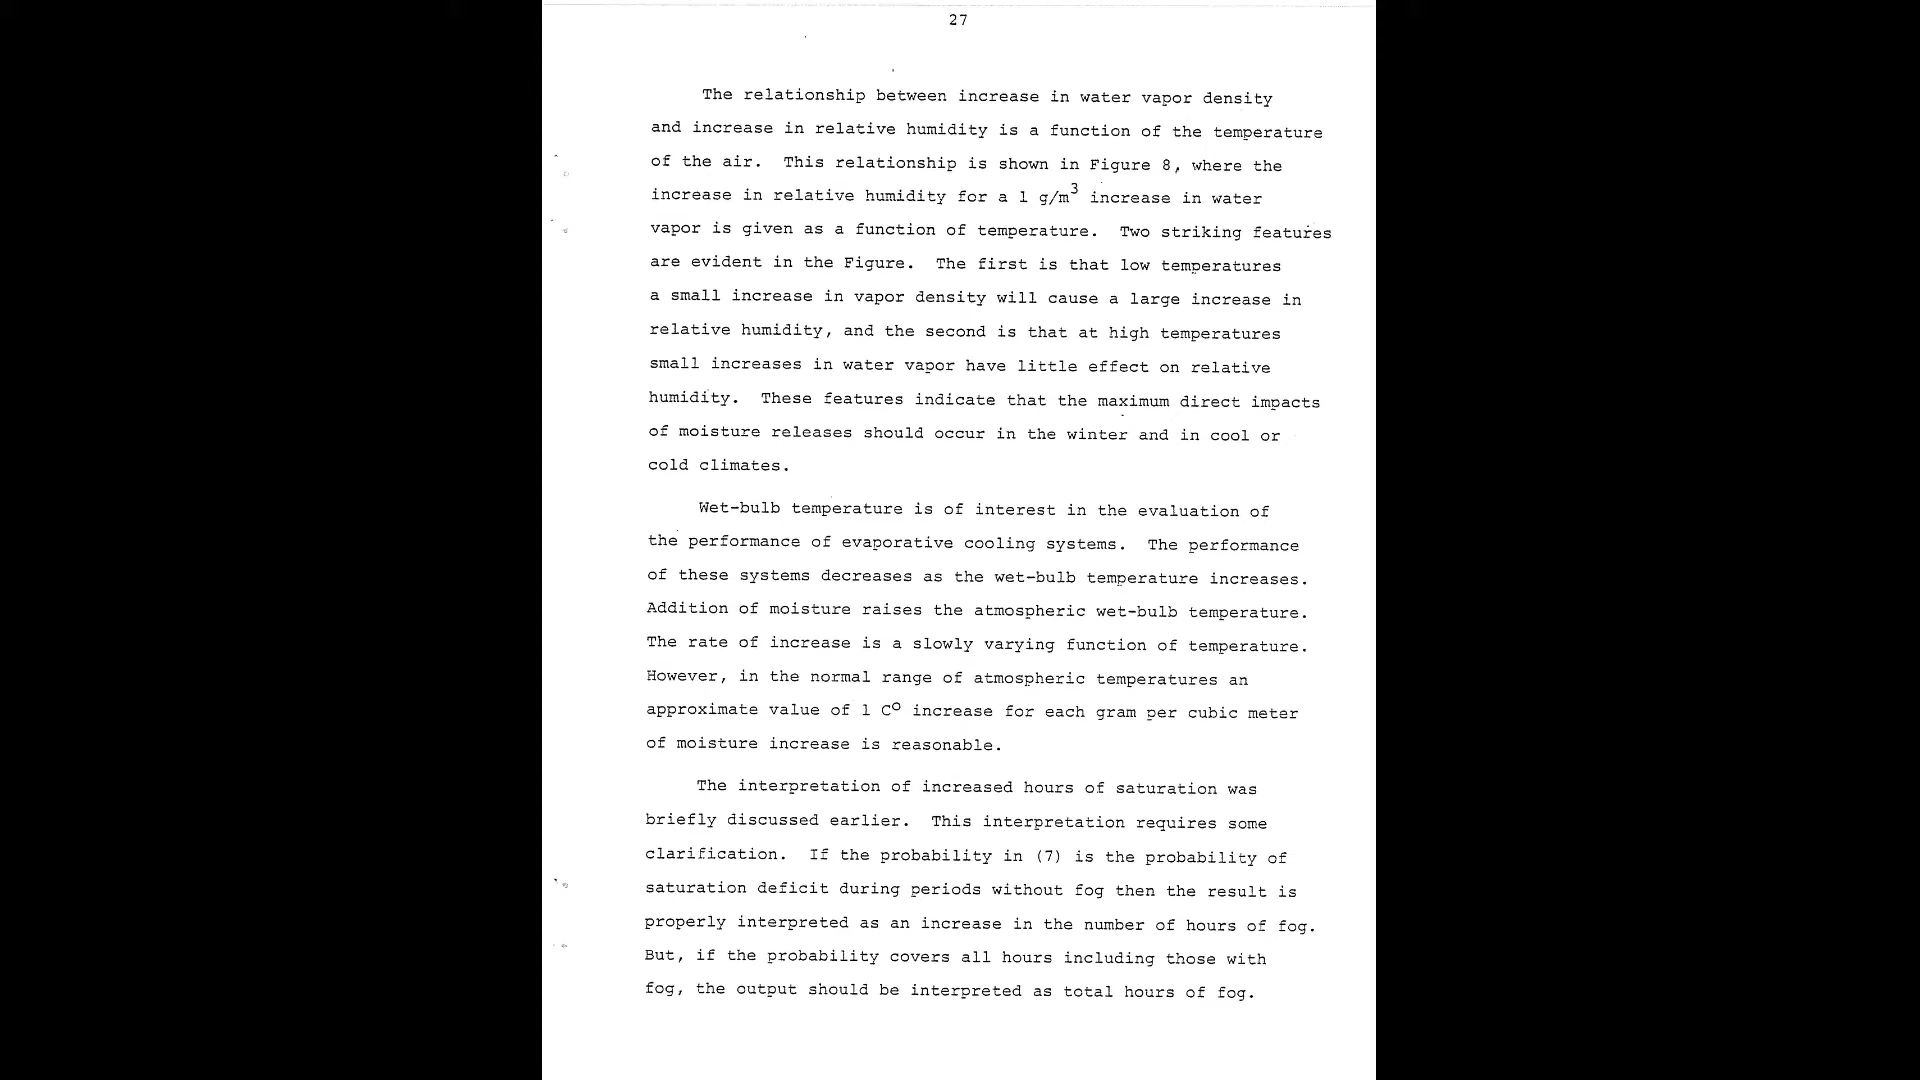 27
The relationship between increase in water vapor density
and increase in relative humidity is a function of the temperature
of the air. This relationship is shown in Figure 8, where the
increase in relative humidity for a 1 g/m³ increase in water
vapor is given as a function of temperature. Two striking features
are evident in the Figure. The first is that low temperatures
a small increase in vapor density will cause a large increase in
relative humidity, and the second is that at high temperatures
small increases in water vapor have little effect on relative
humidity. These features indicate that the maximum direct impacts
of moisture releases should occur in the winter and in cool or
cold climates.
Wet-bulb temperature is of interest in the evaluation of
the performance of evaporative cooling systems. The performance
of these systems decreases as the wet-bulb temperature increases.
Addition of moisture raises the atmospheric wet-bulb temperature.
The rate of increase is a slowly varying function of temperature.
However, in the normal range of atmospheric temperatures an
approximate value of 1 C° increase for each gram per cubic meter
of moisture increase is reasonable.
The interpretation of increased hours of saturation was
briefly discussed earlier. This interpretation requires some
clarification. If the probability in (7) is the probability of
saturation deficit during periods without fog then the result is
properly interpreted as an increase in the number of hours of fog.
But, if the probability covers all hours including those with
fog, the output should be interpreted as total hours of fog.